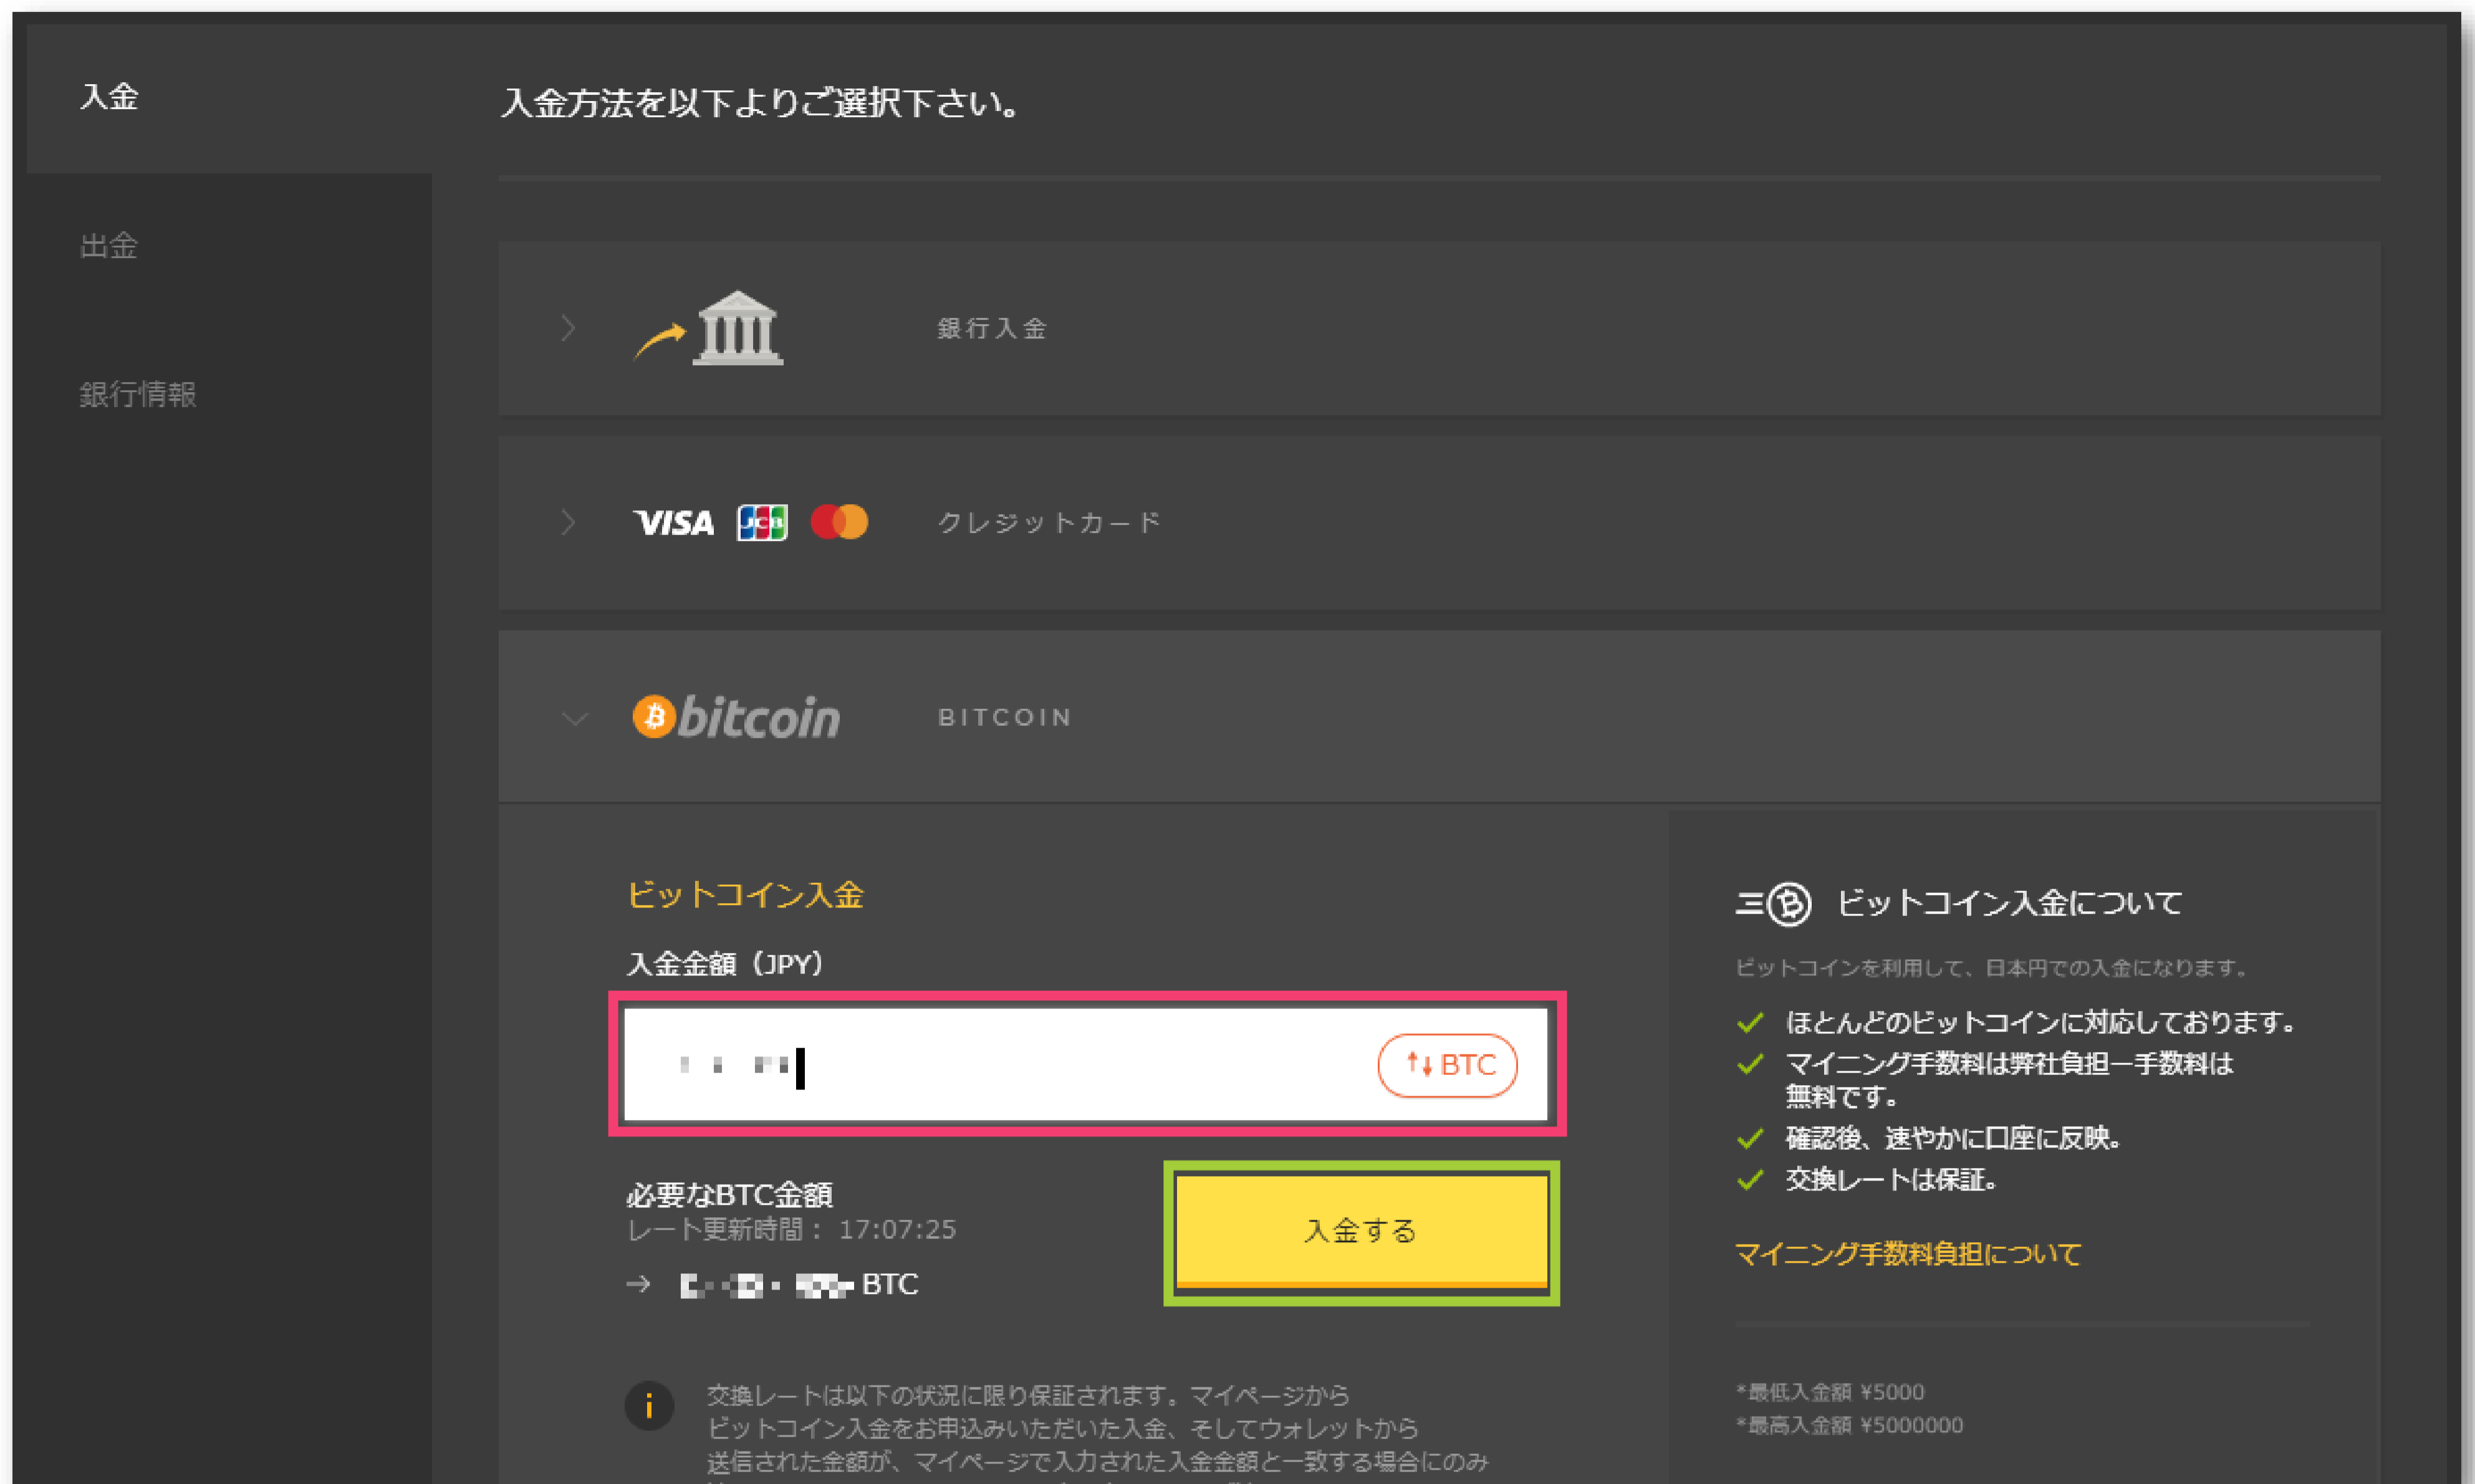 入金
出金
銀行情報
入金方法を以下よりご選択下さい。
銀行入金
VISA JCB クレジットカード
bitcoin BITCOIN
ビットコイン入金
入金金額（JPY）
BTC
必要なBTC金額
レート更新時間： 17:07:25
→ BTC
入金する
i
交換レートは以下の状況に限り保証されます。マイページから
ビットコイン入金をお申込みいただいた入金、そしてウォレットから
送信された金額が、マイページで入力された入金金額と一致する場合にのみ
ビットコイン入金について
ビットコインを利用して、日本円での入金になります。
ほとんどのビットコインに対応しております。
マイニング手数料は弊社負担ー手数料は
無料です。
確認後、速やかに口座に反映。
交換レートは保証。
マイニング手数料負担について
*最低入金額 ¥5000
*最高入金額 ¥5000000